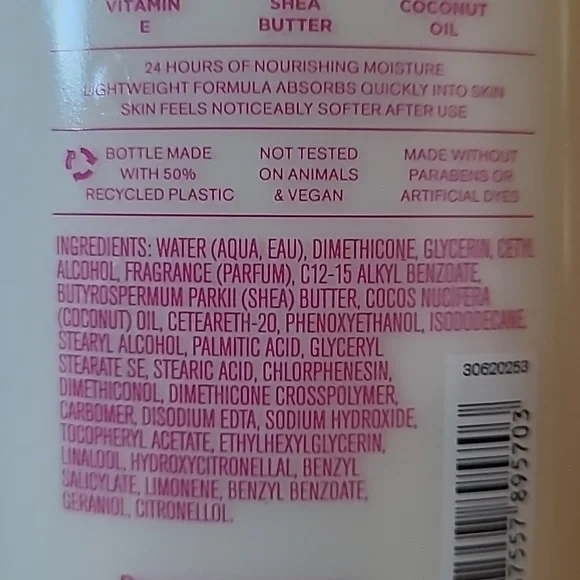 VITAMIN E
SHEA BUTTER
COCONUT OIL
24 HOURS OF NOURISHING MOISTURE
LIGHTWEIGHT FORMULA ABSORBS QUICKLY INTO SKIN
SKIN FEELS NOTICEABLY SOFTER AFTER USE
BOTTLE MADE
WITH 50%
RECYCLED PLASTIC
NOT TESTED
ON ANIMALS
& VEGAN
MADE WITHOUT
PARABENS OR
ARTIFICIAL DYES
INGREDIENTS: WATER (AQUA, EAU), DIMETHICONE, GLYCERIN, CETYL
ALCOHOL, FRAGRANCE (PARFUM), C12-15 ALKYL BENZOATE,
BUTYROSPERMUM PARKII (SHEA) BUTTER, COCOS NUCIFERA
(COCONUT) OIL, CETEARETH-20, PHENOXYETHANOL, ISODODECANE,
STEARYL ALCOHOL, PALMITIC ACID, GLYCERYL
STEARATE SE, STEARIC ACID, CHLORPHENESIN,
DIMETHICONOL, DIMETHICONE CROSSPOLYMER,
CARBOMER, DISODIUM EDTA, SODIUM HYDROXIDE,
TOCOPHERYL ACETATE, ETHYLHEXYLGLYCERIN,
LINALOOL, HYDROXYCITRONELLAL, BENZYL
SALICYLATE, LIMONENE, BENZYL BENZOATE,
GERANIOL, CITRONELLOL.
30620253
7557 895703